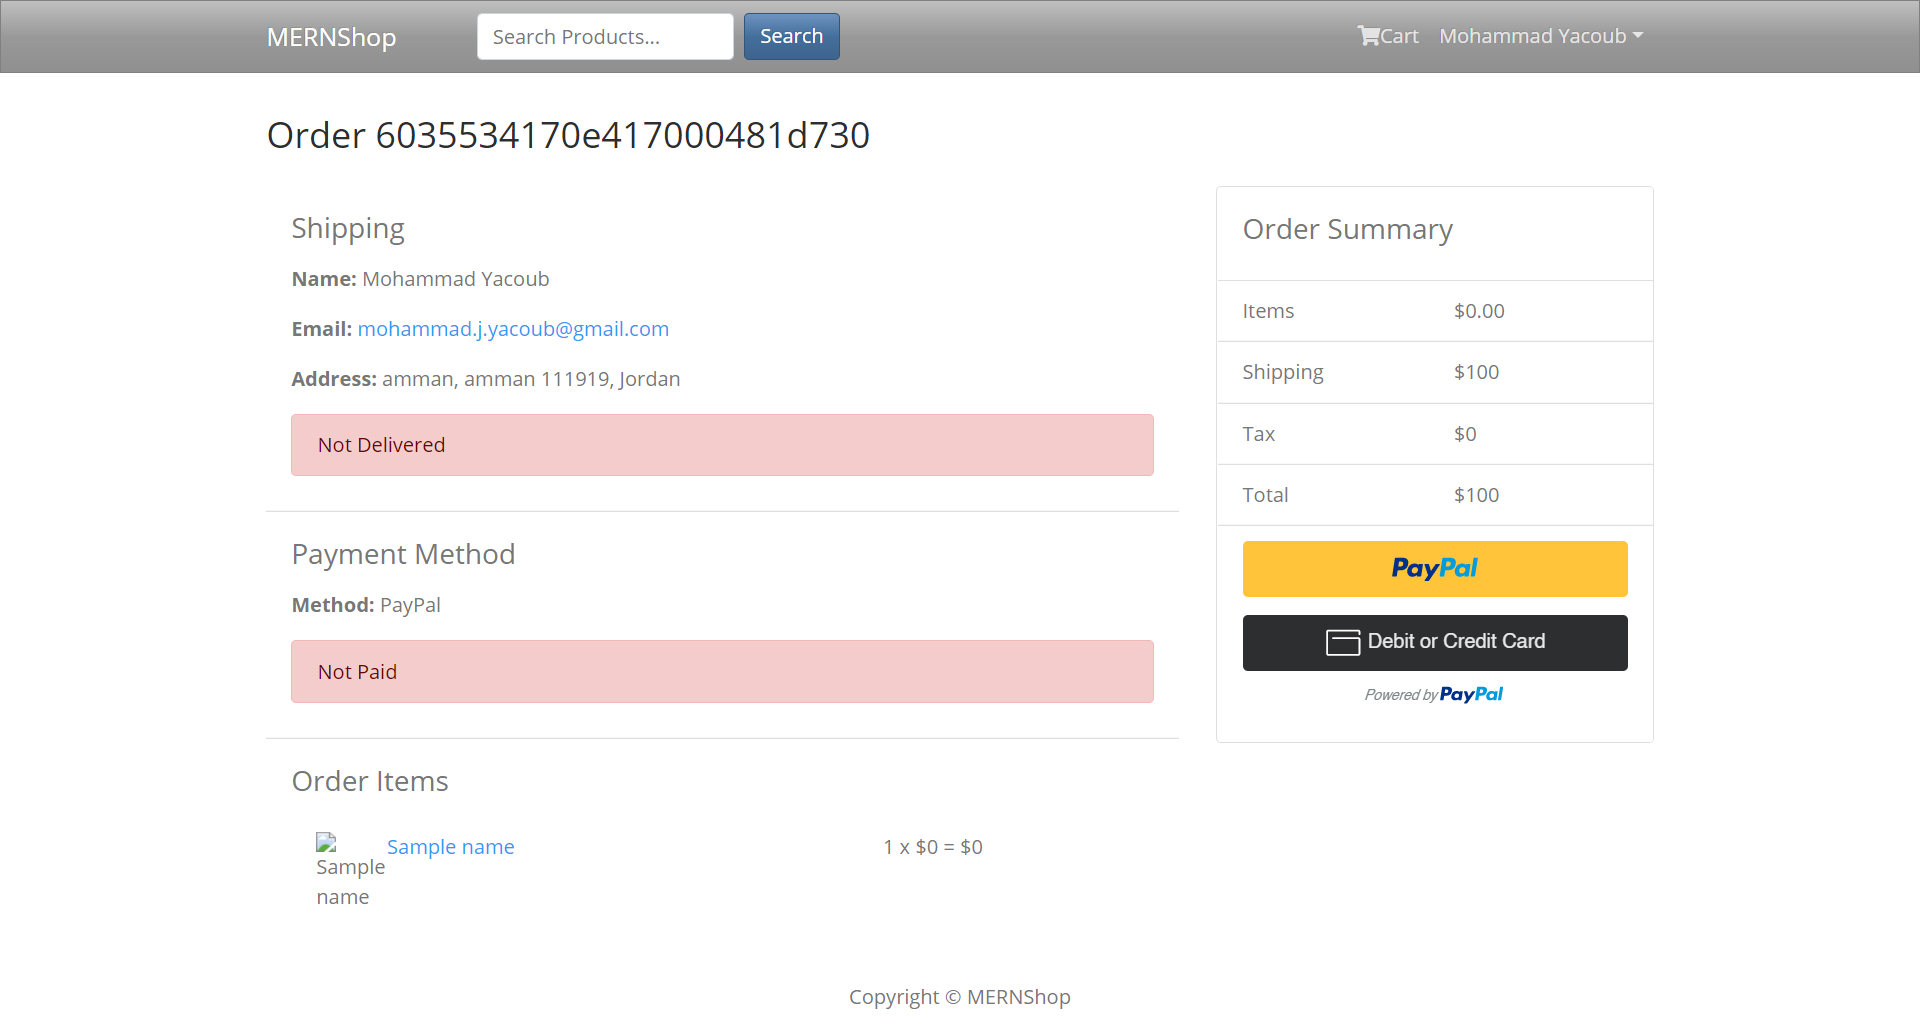 MERNShop
Search Products...
Search
Cart
Mohammad Yacoub
Order 6035534170e417000481d730
Shipping
Name: Mohammad Yacoub
Email: mohammad.j.yacoub@gmail.com
Address: amman, amman 111919, Jordan
Not Delivered
Payment Method
Method: PayPal
Not Paid
Order Items
Sample
name
Sample name
1 x $0 = $0
Order Summary
Items $0.00
Shipping $100
Tax $0
Total $100
PayPal
Debit or Credit Card
Powered by PayPal
Copyright © MERNShop